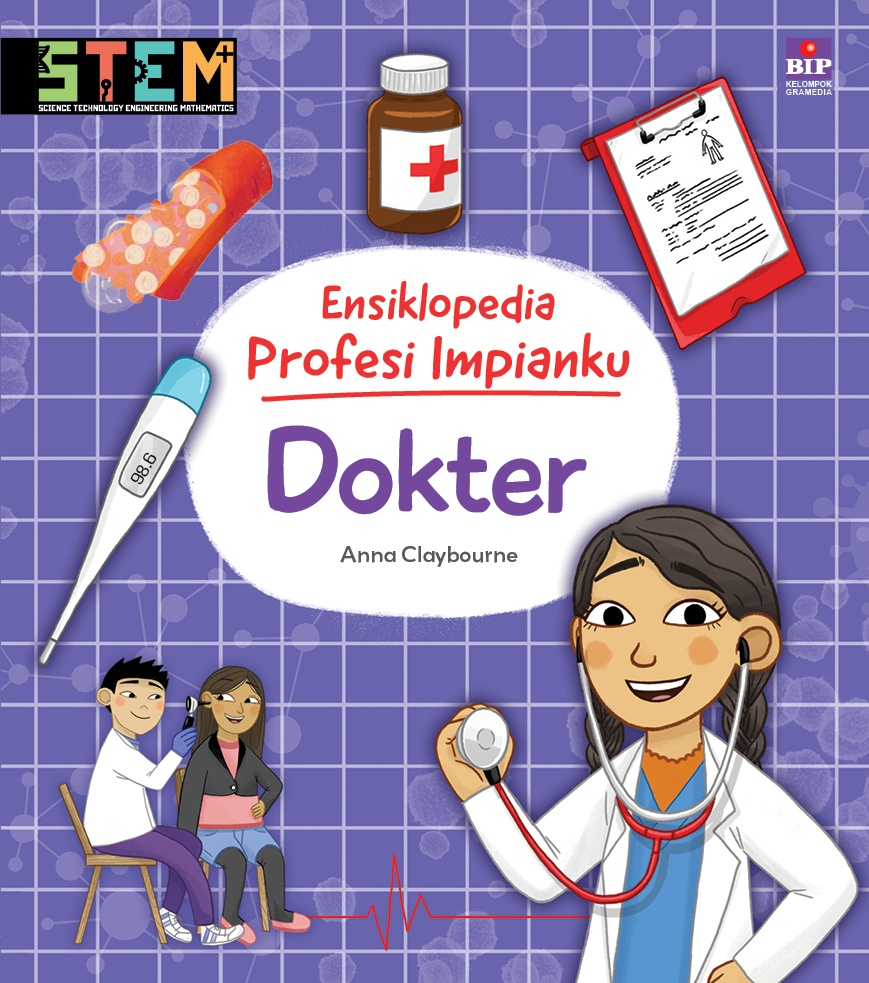 STEM+
SCIENCE TECHNOLOGY ENGINEERING MATHEMATICS
BIP
KELOMPOK
GRAMEDIA
Ensiklopedia
Profesi Impianku
Dokter
Anna Claybourne
98.6